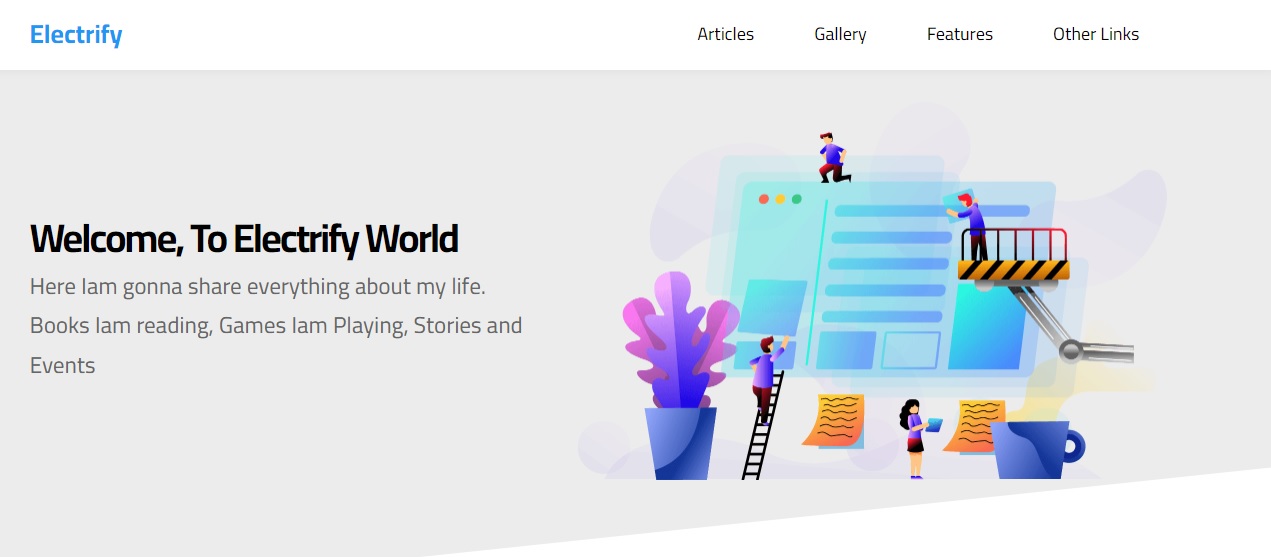 Electrify
Articles
Gallery
Features
Other Links
Welcome, To Electrify World
Here Iam gonna share everything about my life.
Books Iam reading, Games Iam Playing, Stories and
Events